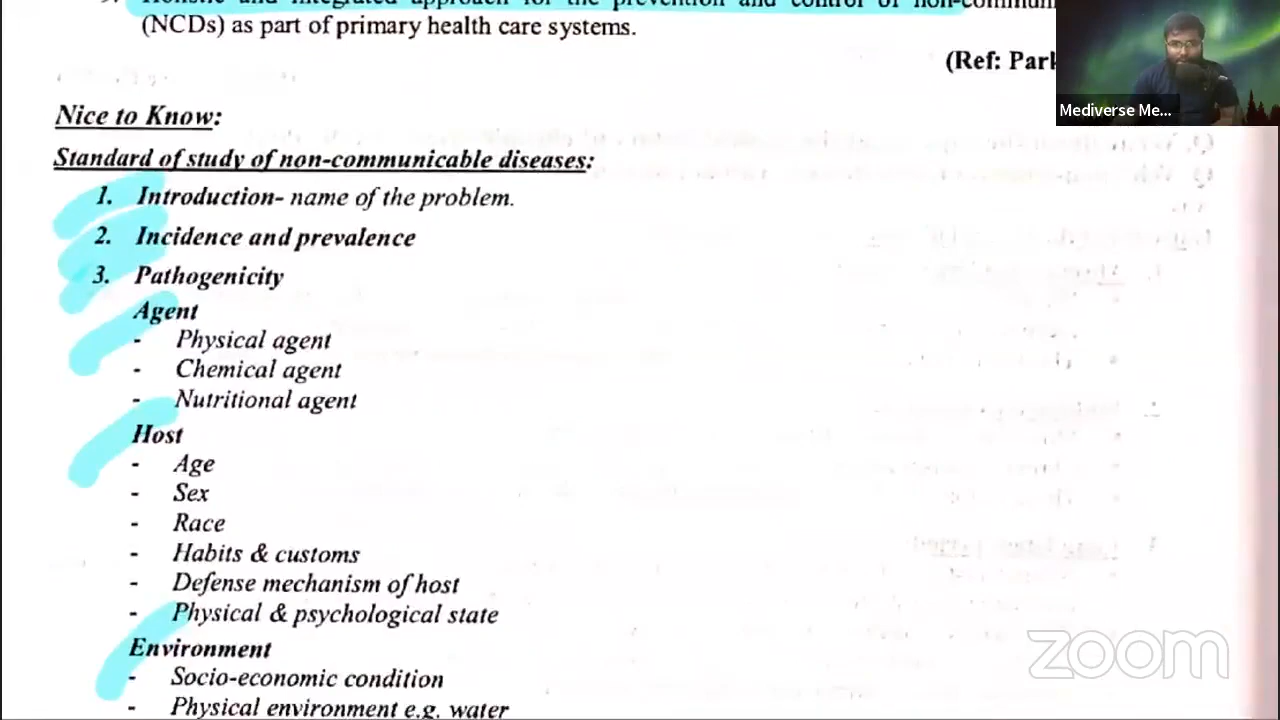 (NCDs) as part of primary health care systems.
(Ref: Park
Mediverse Me...
Nice to Know:
Standard of study of non-communicable diseases:
1. Introduction- name of the problem.
2. Incidence and prevalence
3. Pathogenicity
Agent
- Physical agent
- Chemical agent
- Nutritional agent
Host
- Age
- Sex
- Race
- Habits & customs
- Defense mechanism of host
- Physical & psychological state
Environment
- Socio-economic condition
- Physical environment e.g. water
zoom